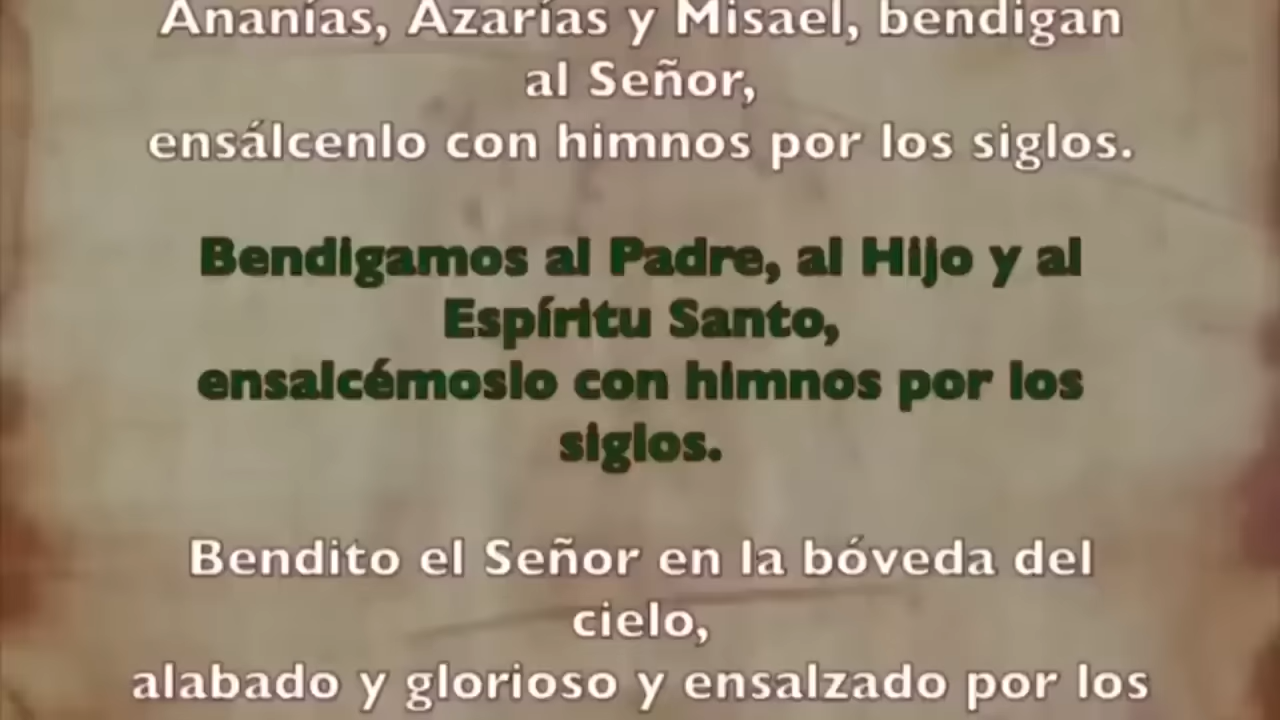 Ananías, Azarías y Misael, bendigan
al Señor,
ensálcenlo con himnos por los siglos.
Bendigamos al Padre, al Hijo y al
Espíritu Santo,
ensalcémoslo con himnos por los
siglos.
Bendito el Señor en la bóveda del
cielo,
alabado y glorioso y ensalzado por los